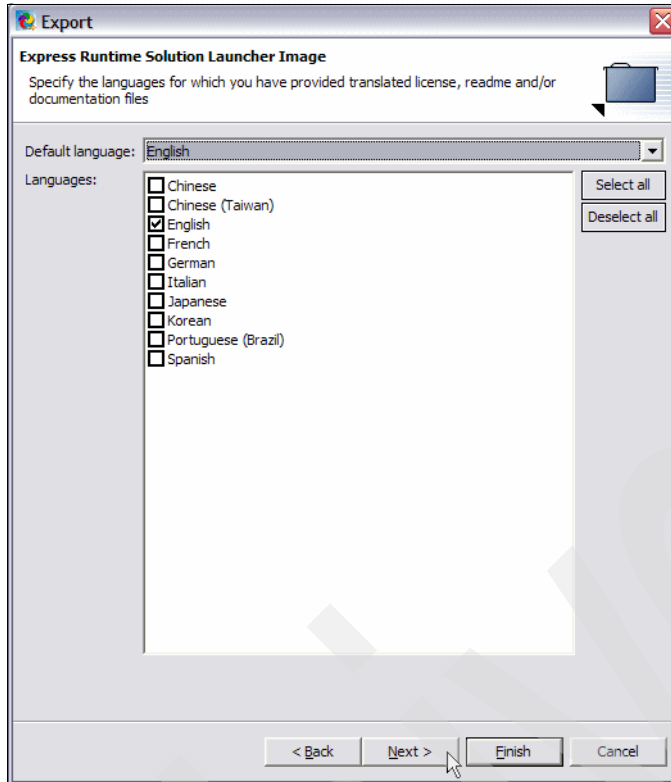 Export
Express Runtime Solution Launcher Image
Specify the languages for which you have provided translated license, readme and/or
documentation files
Default language: English
Languages:
Select all
Deselect all
Chinese
Chinese (Taiwan)
English
French
German
Italian
Japanese
Korean
Portuguese (Brazil)
Spanish
< Back Next > Finish Cancel